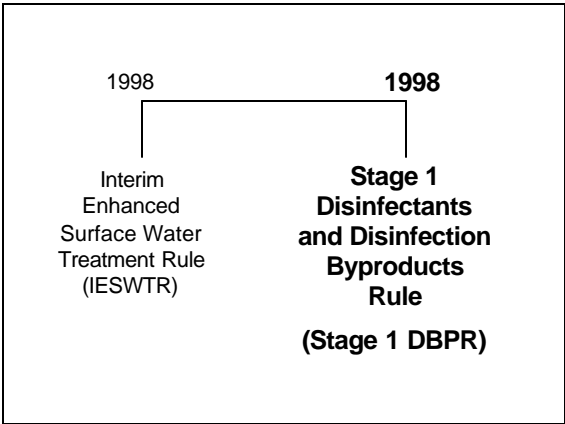 1998
Interim
Enhanced
Surface Water
Treatment Rule
(IESWTR)
1998
Stage 1
Disinfectants
and Disinfection
Byproducts
Rule
(Stage 1 DBPR)